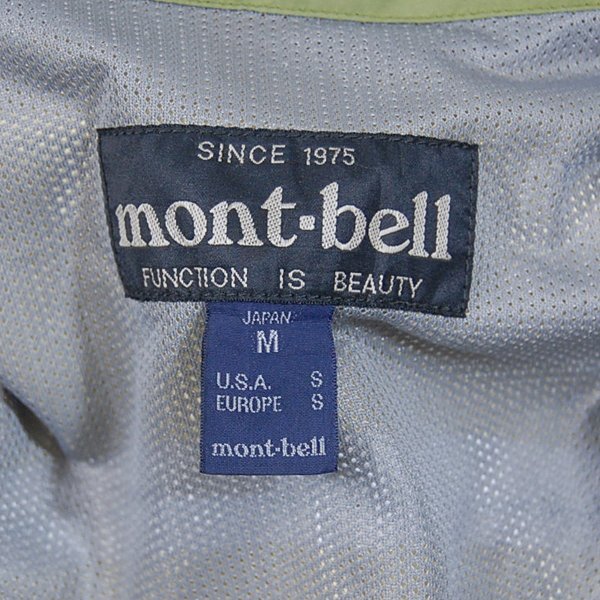 SINCE 1975
mont-bell
FUNCTION IS BEAUTY
JAPAN
M
U.S.A. S
EUROPE S
mont-bell